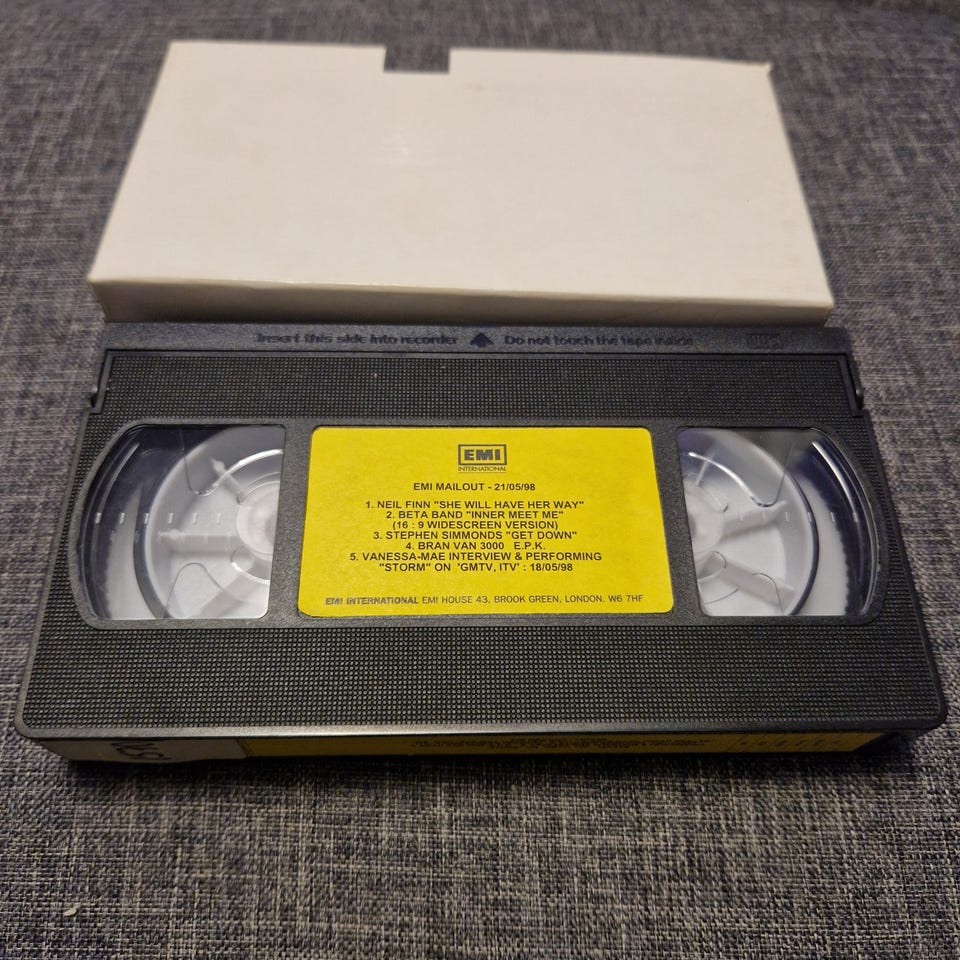 Insert this side into recorder Do not touch the tape inside
EMI
INTERNATIONAL
EMI MAILOUT - 21/05/98
1. NEIL FINN "SHE WILL HAVE HER WAY"
2. BETA BAND "INNER MEET ME"
(16 : 9 WIDESCREEN VERSION)
3. STEPHEN SIMMONDS "GET DOWN"
4. BRAN VAN 3000 E.P.K.
5. VANESSA-MAE INTERVIEW & PERFORMING
"STORM" ON 'GMTV, ITV' : 18/05/98
EMI INTERNATIONAL EMI HOUSE 43, BROOK GREEN, LONDON. W6 7HF